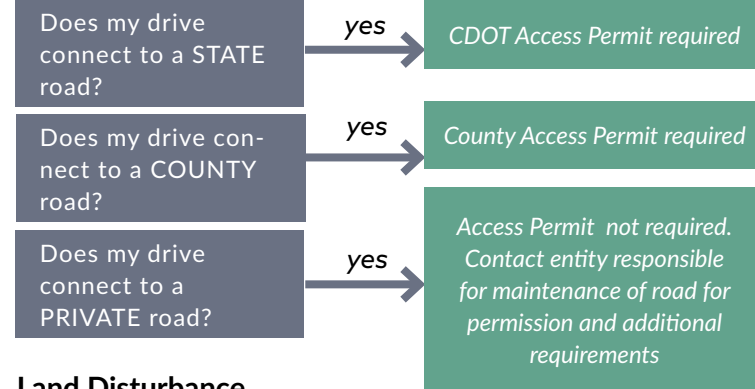 Does my drive
connect to a STATE
road?
yes
CDOT Access Permit required
Does my drive con-
nect to a COUNTY
road?
yes
County Access Permit required
Does my drive
connect to a
PRIVATE road?
yes
Access Permit not required.
Contact entity responsible
for maintenance of road for
permission and additional
requirements
Land Disturbance